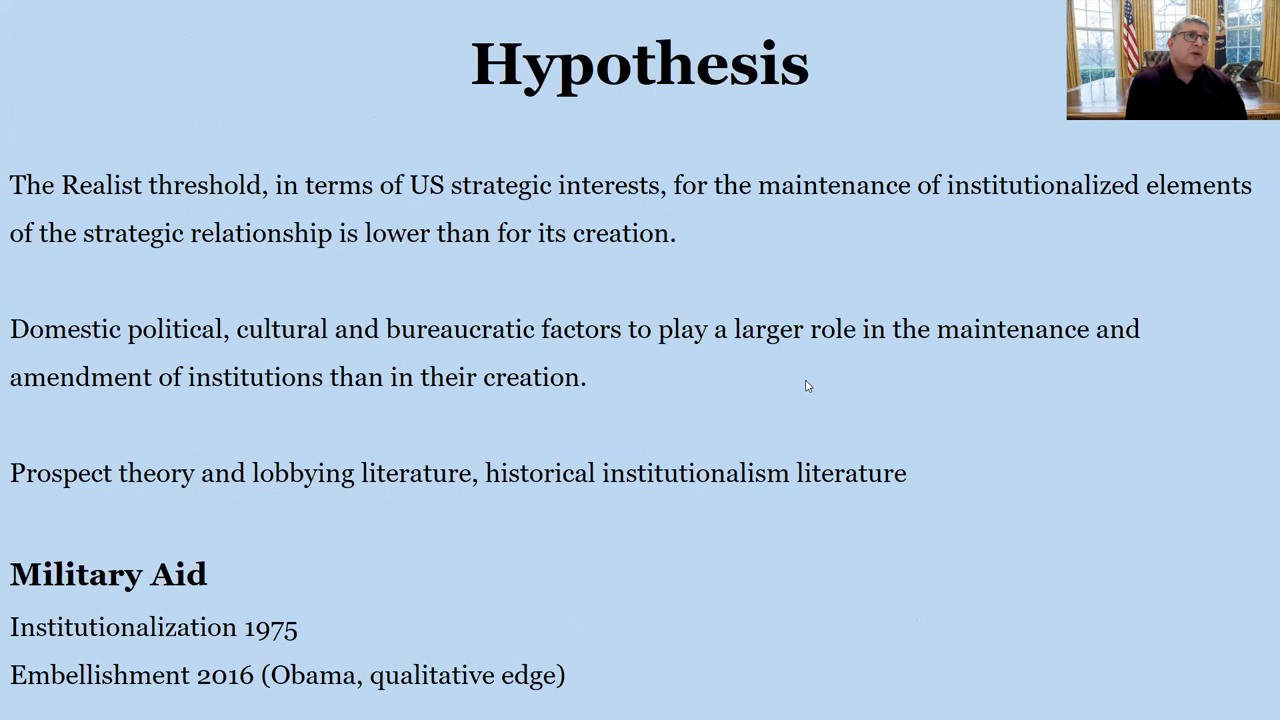 Hypothesis
The Realist threshold, in terms of US strategic interests, for the maintenance of institutionalized elements
of the strategic relationship is lower than for its creation.
Domestic political, cultural and bureaucratic factors to play a larger role in the maintenance and
amendment of institutions than in their creation.
Prospect theory and lobbying literature, historical institutionalism literature
Military Aid
Institutionalization 1975
Embellishment 2016 (Obama, qualitative edge)